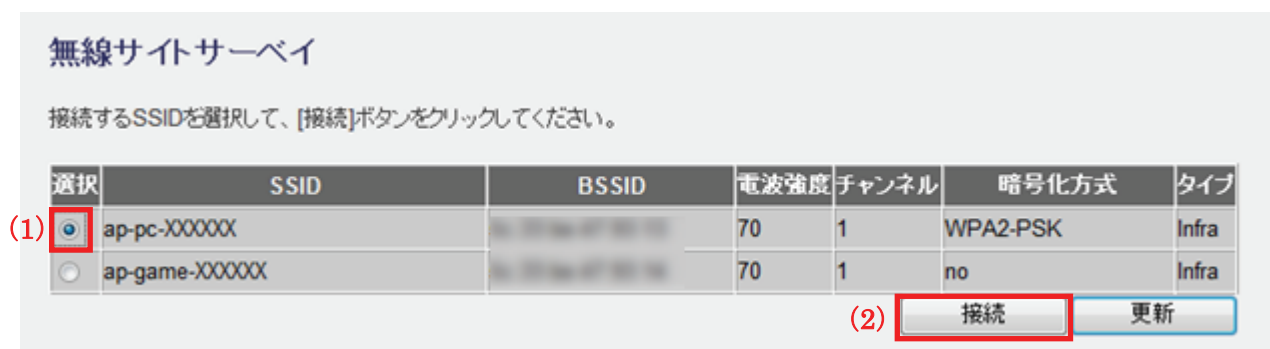 無線サイトサーベイ
接続するSSIDを選択して、[接続]ボタンをクリックしてください。
選択 SSID BSSID 電波強度 チャンネル 暗号化方式 タイプ
(1) ap-pc-XXXXXX 70 1 WPA2-PSK Infra
ap-game-XXXXXX 70 1 no Infra
(2) 接続 更新